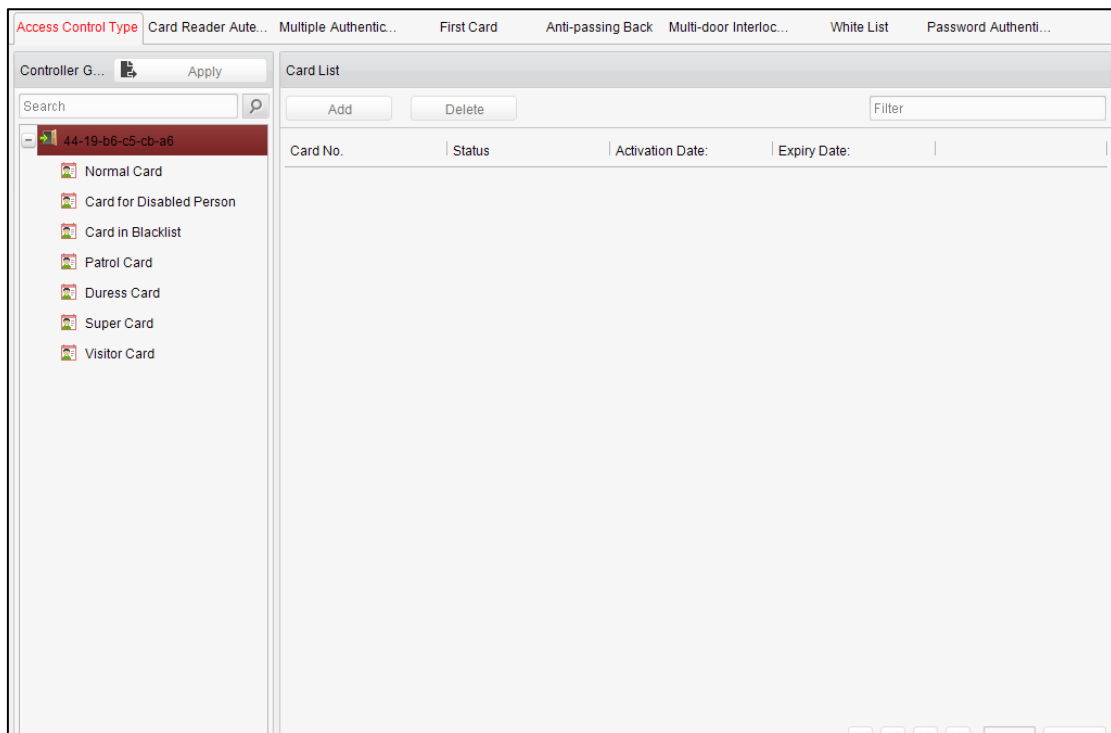 Access Control Type Card Reader Aute... Multiple Authentic... First Card Anti-passing Back Multi-door Interloc... White List Password Authenti...
Controller G... Apply Card List
Search Add Delete Filter
44-19-b6-c5-cb-a6 Card No. Status Activation Date: Expiry Date:
Normal Card
Card for Disabled Person
Card in Blacklist
Patrol Card
Duress Card
Super Card
Visitor Card